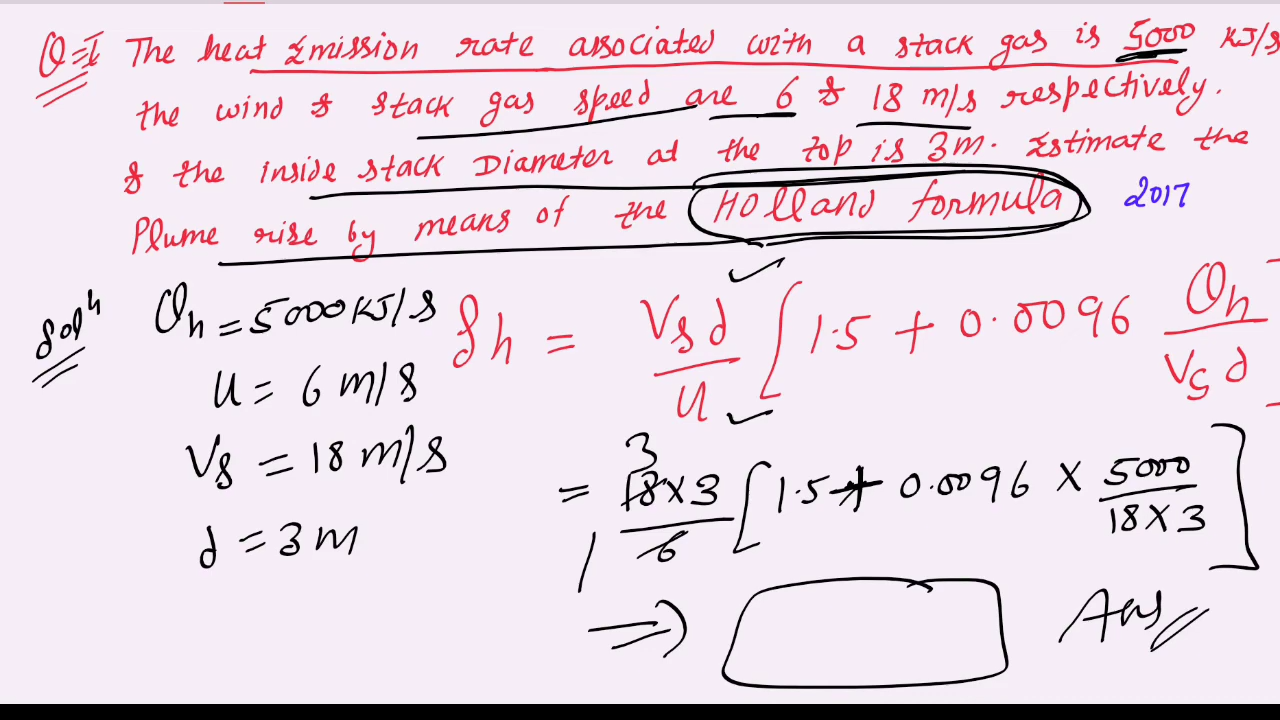 Q=1 The heat Emission rate associated with a stack gas is 5000 KJ/s
the wind & stack gas speed are 6 & 18 m/s respectively.
& the inside stack Diameter at the top is 3m. Estimate the
Plume rise by means of the Holland formula 2017
Solⁿ Qh = 5000 KJ/s
δh = Vs d / U [ 1.5 + 0.0096 Qh / Vs d ]
U = 6 m/s
Vs = 18 m/s
= 18 × 3 / 6 [ 1.5 + 0.0096 × 5000 / 18 × 3 ]
3
1
d = 3 m
⇒ Ans